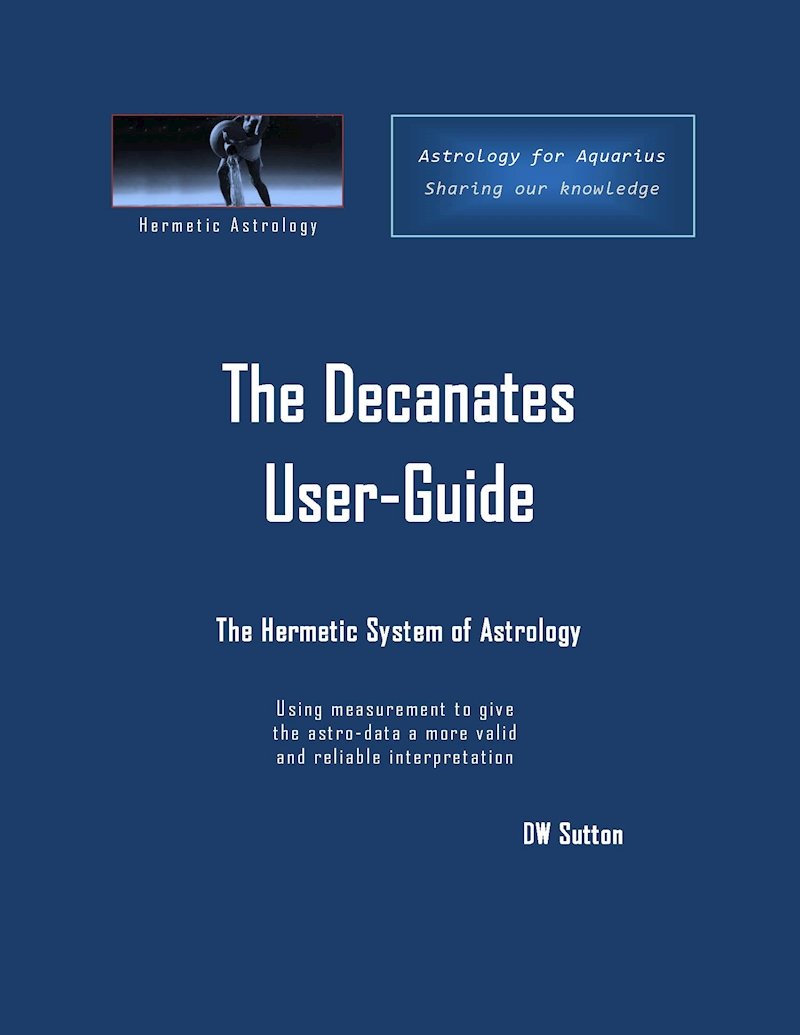 Hermetic Astrology
Astrology for Aquarius
Sharing our knowledge
The Decanates
User-Guide
The Hermetic System of Astrology
Using measurement to give
the astro-data a more valid
and reliable interpretation
DW Sutton